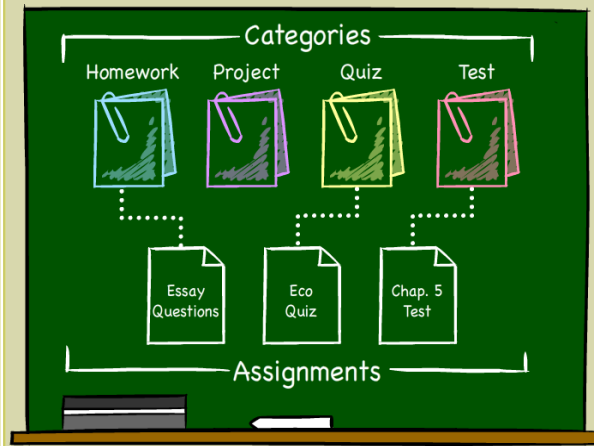 Categories
Homework Project Quiz Test
Essay
Questions
Eco
Quiz
Chap. 5
Test
Assignments